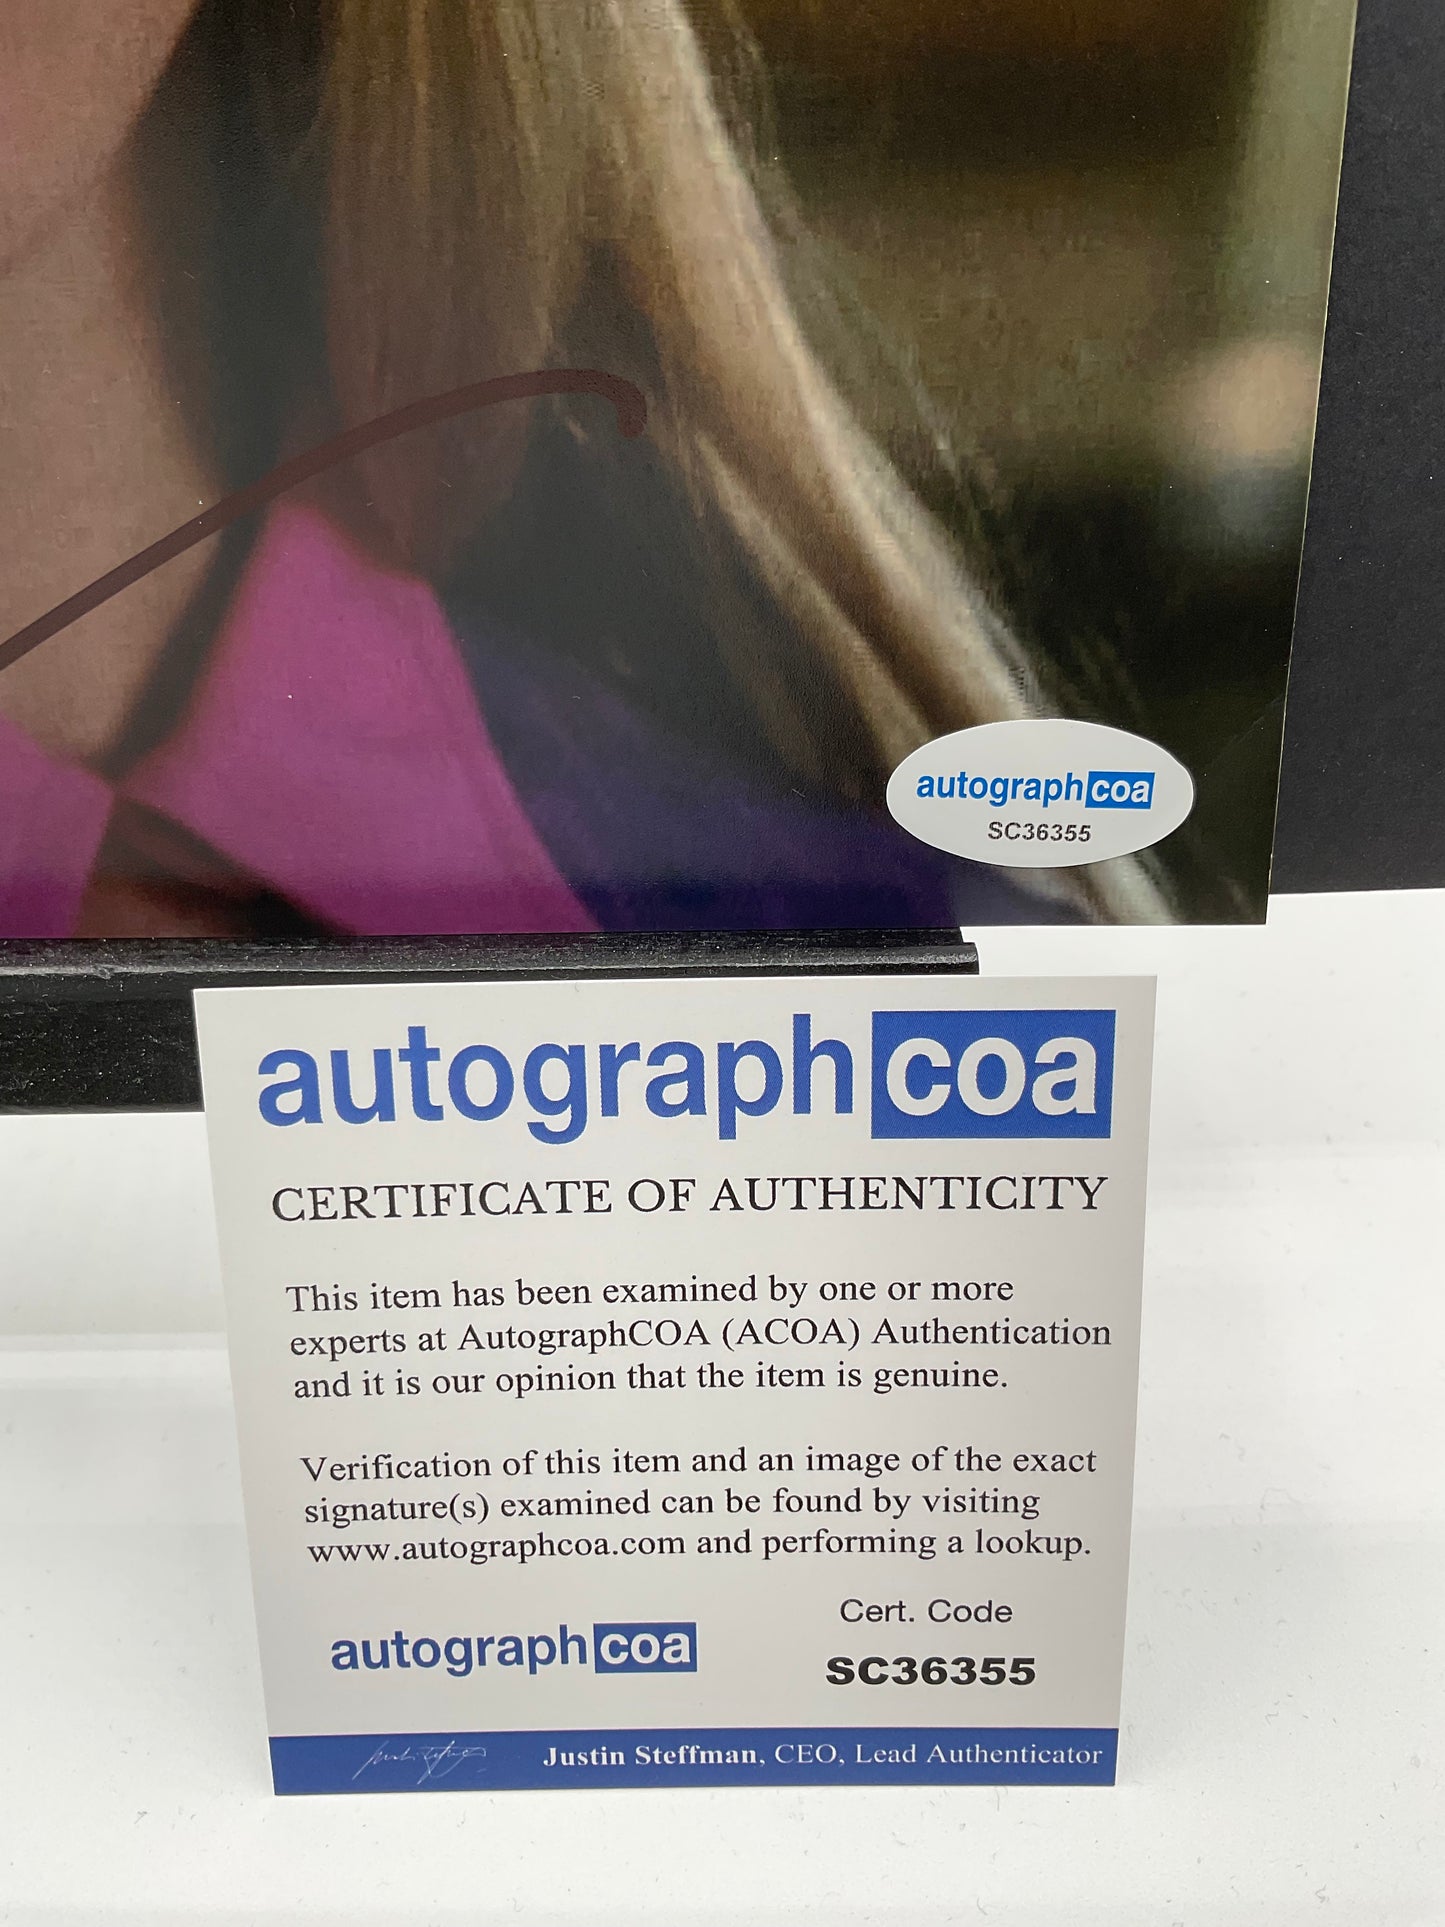 autographcoa
SC36355
autographcoa
CERTIFICATE OF AUTHENTICITY
This item has been examined by one or more
experts at AutographCOA (ACOA) Authentication
and it is our opinion that the item is genuine.
Verification of this item and an image of the exact
signature(s) examined can be found by visiting
www.autographcoa.com and performing a lookup.
Cert. Code
autographcoa
SC36355
Justin Steffman, CEO, Lead Authenticator